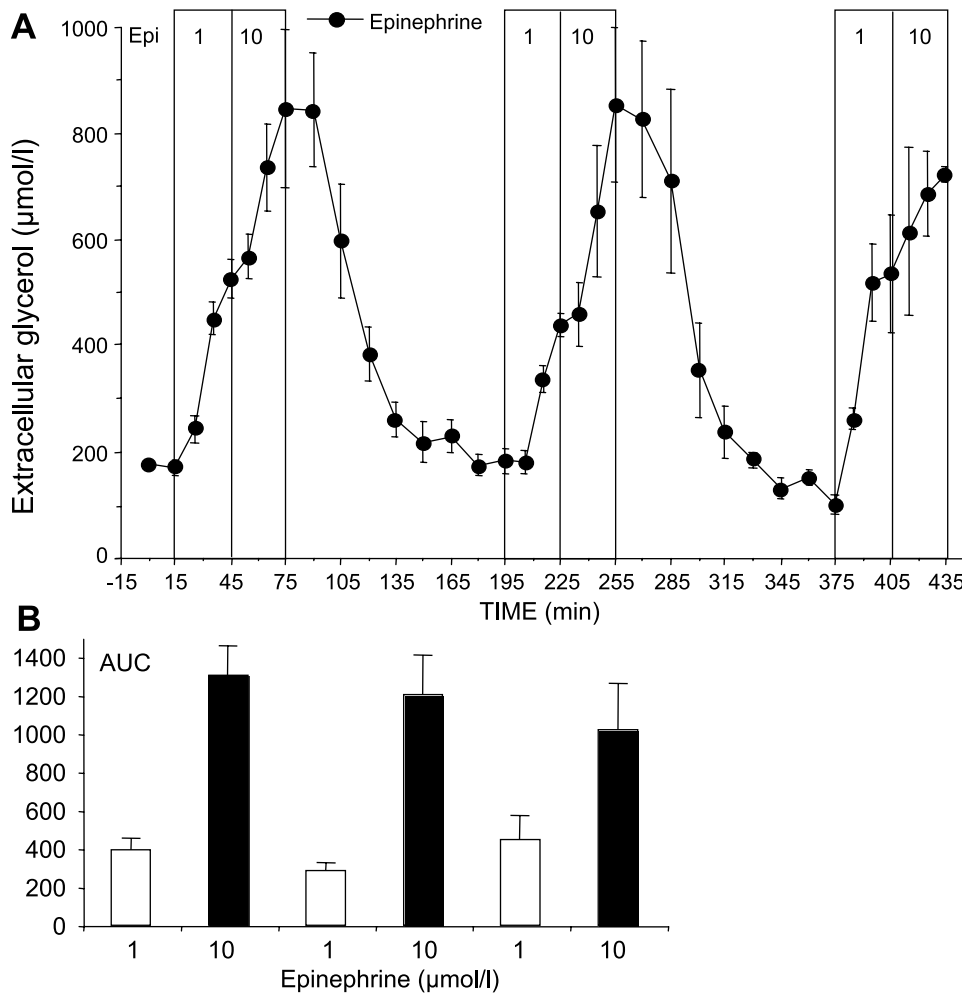 A
Epinephrine
Epi 1 10 1 10 1 10
Extracellular glycerol (µmol/l)
1000
800
600
400
200
0
-15 15 45 75 105 135 165 195 225 255 285 315 345 375 405 435
TIME (min)
B
AUC
1400
1200
1000
800
600
400
200
0
1 10 1 10 1 10
Epinephrine (µmol/l)